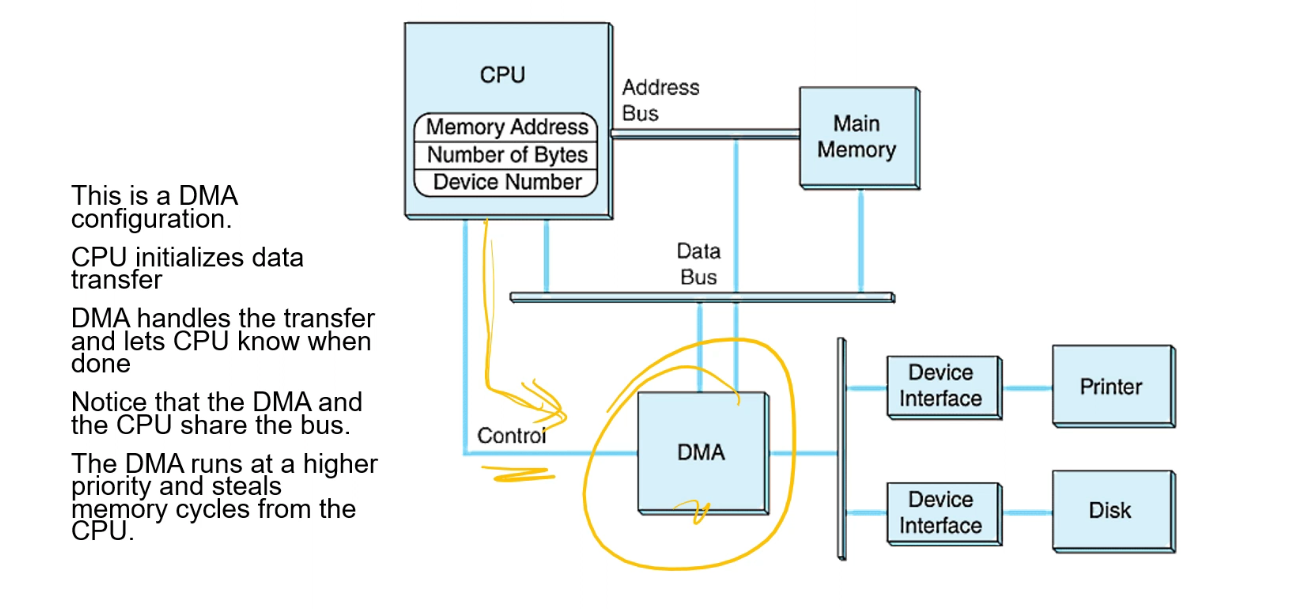 This is a DMA
configuration.
CPU initializes data
transfer
DMA handles the transfer
and lets CPU know when
done
Notice that the DMA and
the CPU share the bus.
The DMA runs at a higher
priority and steals
memory cycles from the
CPU.
CPU
Memory Address
Number of Bytes
Device Number
Address
Bus
Main
Memory
Data
Bus
Control
DMA
Device
Interface
Printer
Device
Interface
Disk